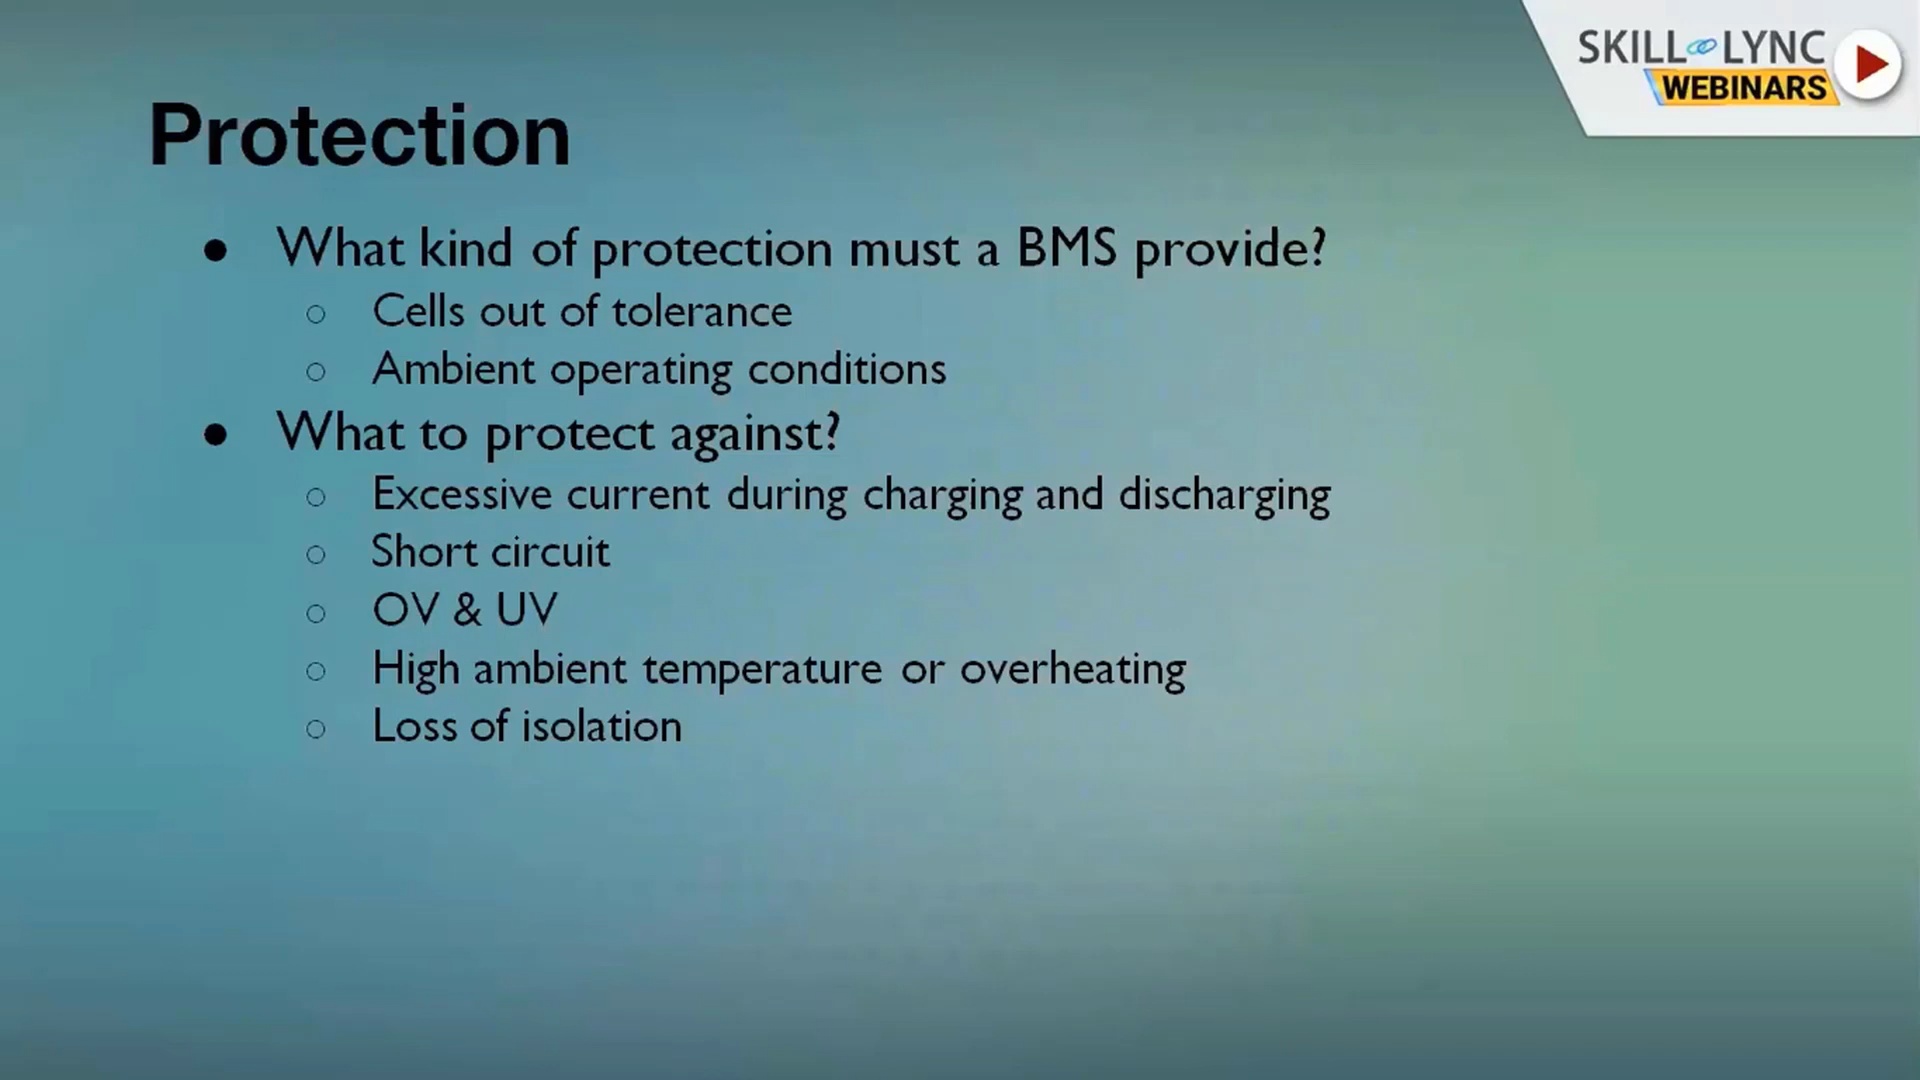 SKILL LYNC
WEBINARS
Protection
● What kind of protection must a BMS provide?
○ Cells out of tolerance
○ Ambient operating conditions
● What to protect against?
○ Excessive current during charging and discharging
○ Short circuit
○ OV & UV
○ High ambient temperature or overheating
○ Loss of isolation